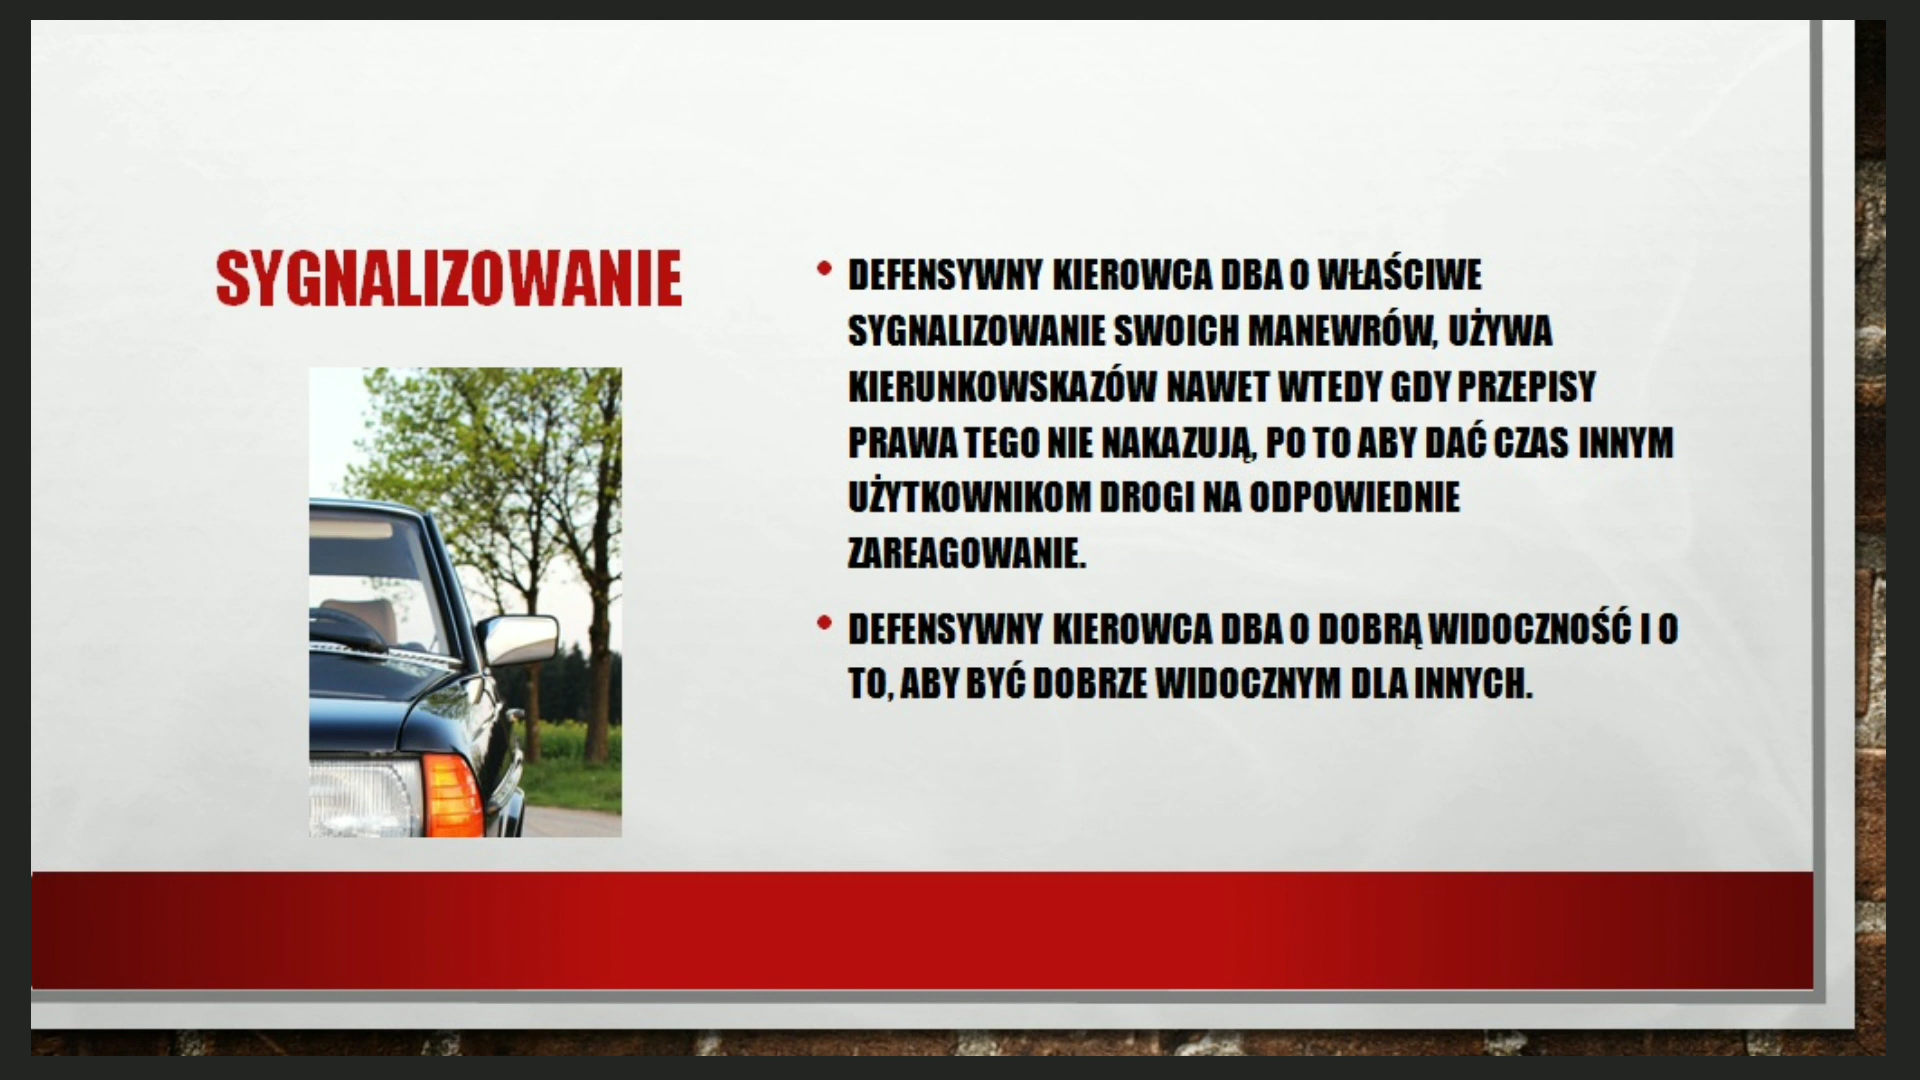 SYGNALIZOWANIE
• DEFENSYWNY KIEROWCA DBA O WŁAŚCIWE
SYGNALIZOWANIE SWOICH MANEWRÓW, UŻYWA
KIERUNKOWSKAZÓW NAWET WTEDY GDY PRZEPISY
PRAWA TEGO NIE NAKAZUJĄ, PO TO ABY DAĆ CZAS INNYM
UŻYTKOWNIKOM DROGI NA ODPOWIEDNIE
ZAREAGOWANIE.
• DEFENSYWNY KIEROWCA DBA O DOBRĄ WIDOCZNOŚĆ I O
TO, ABY BYĆ DOBRZE WIDOCZNYM DLA INNYCH.